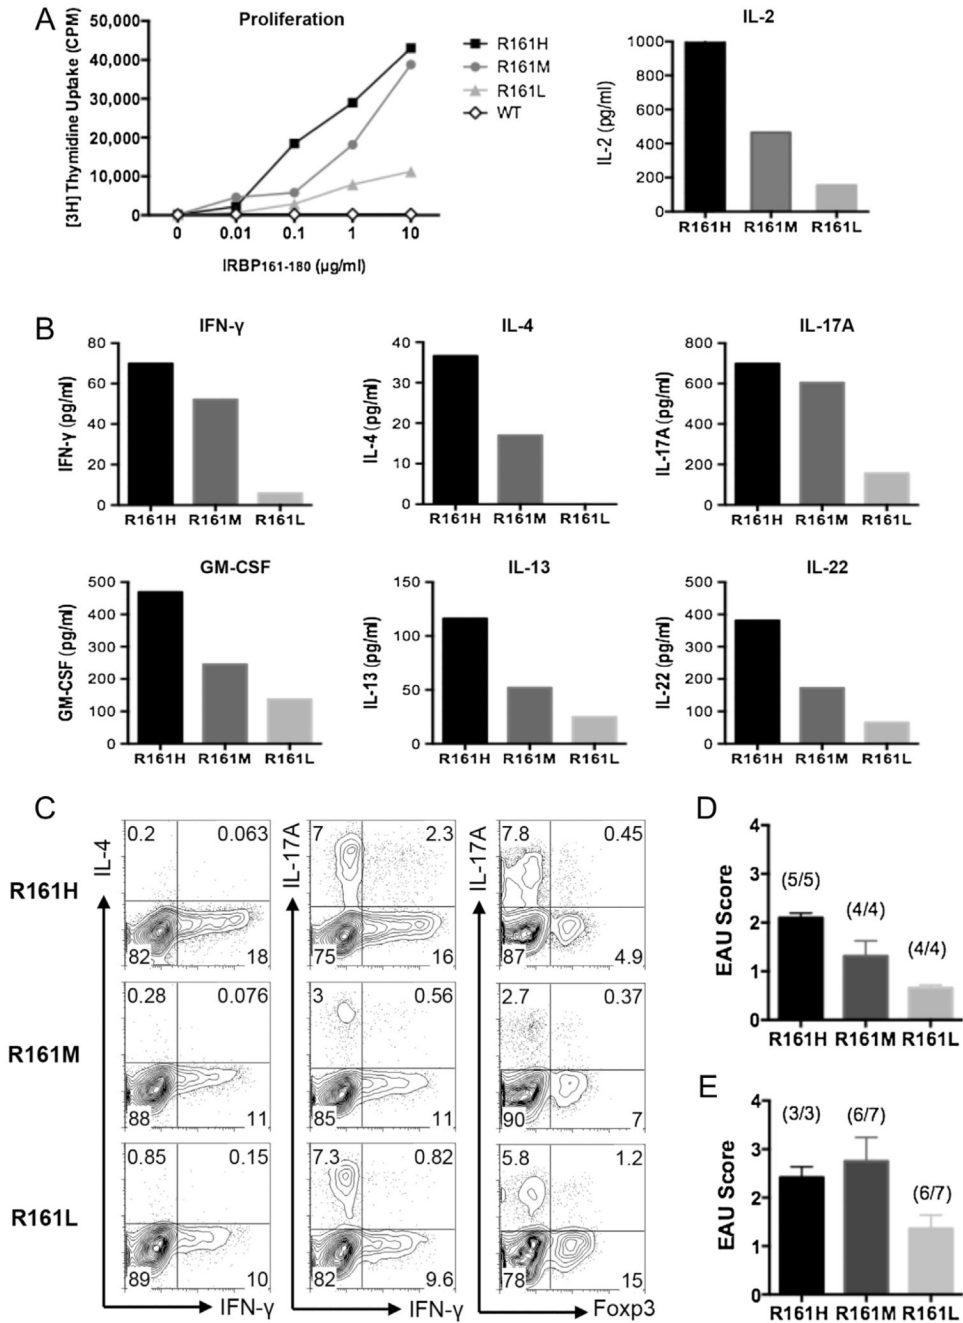 A
Proliferation
[3H] Thymidine Uptake (CPM)
50,000
40,000
30,000
20,000
10,000
0
0 0.01 0.1 1 10
IRBP161-180 (µg/ml)
R161H
R161M
R161L
WT
IL-2
IL-2 (pg/ml)
1000
800
600
400
200
0
R161H R161M R161L
B
IFN-γ
IFN-γ (pg/ml)
80
60
40
20
0
R161H R161M R161L
IL-4
IL-4 (pg/ml)
40
30
20
10
0
R161H R161M R161L
IL-17A
IL-17A (pg/ml)
800
600
400
200
0
R161H R161M R161L
GM-CSF
GM-CSF (pg/ml)
500
400
300
200
100
0
R161H R161M R161L
IL-13
IL-13 (pg/ml)
150
100
50
0
R161H R161M R161L
IL-22
IL-22 (pg/ml)
500
400
300
200
100
0
R161H R161M R161L
C
IL-4
IL-17A
IL-17A
R161H
0.2 0.063
82 18
7 2.3
75 16
7.8 0.45
87 4.9
R161M
0.28 0.076
88 11
3 0.56
85 11
2.7 0.37
90 7
R161L
0.85 0.15
89 10
7.3 0.82
82 9.6
5.8 1.2
78 15
IFN-γ
IFN-γ
Foxp3
D
EAU Score
4
3
2
1
0
(5/5)
(4/4)
(4/4)
R161H R161M R161L
E
EAU Score
4
3
2
1
0
(3/3)
(6/7)
(6/7)
R161H R161M R161L